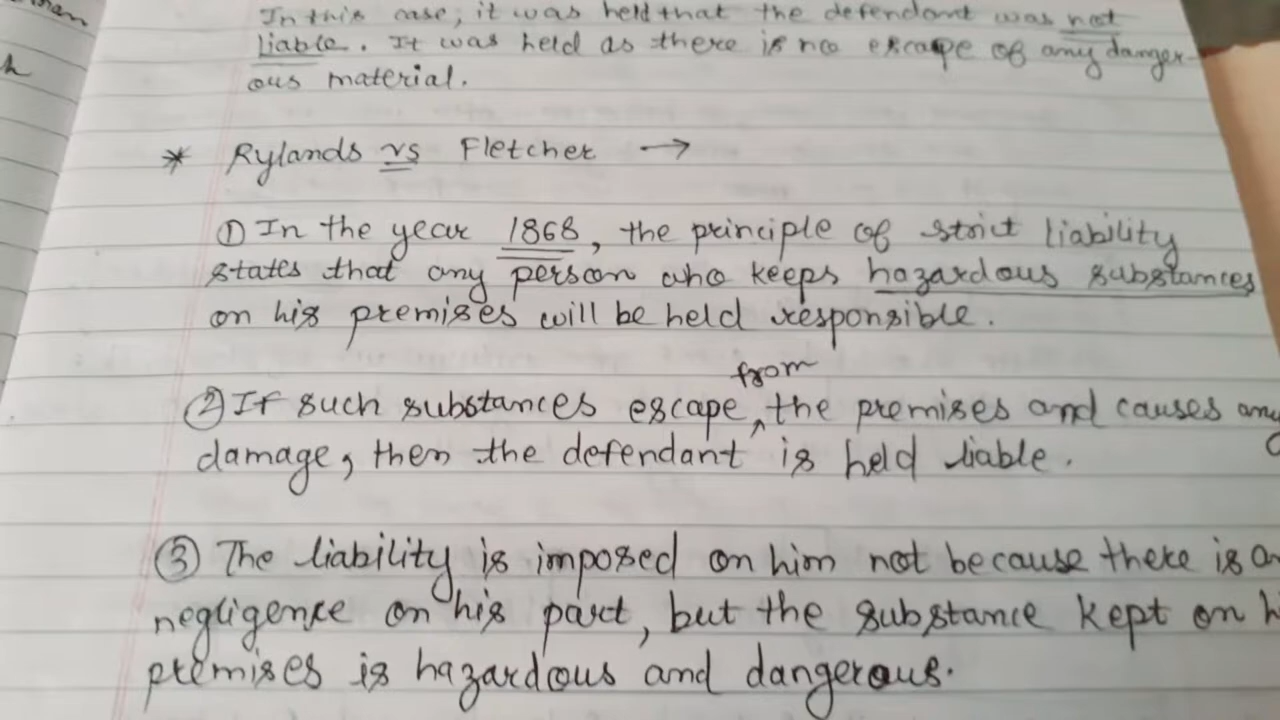 In this case, it was held that the defendant was not
liable. It was held as there is no escape of any danger-
ous material.
* Rylands vs Fletcher →
① In the year 1868, the principle of strict liability
states that any person who keeps hazardous substances
on his premises will be held responsible.
from
② If such substances escape ^ the premises and causes any
damage, then the defendant is held liable.
③ The liability is imposed on him not because there is
negligence on his part, but the substance kept on
premises is hazardous and dangerous.